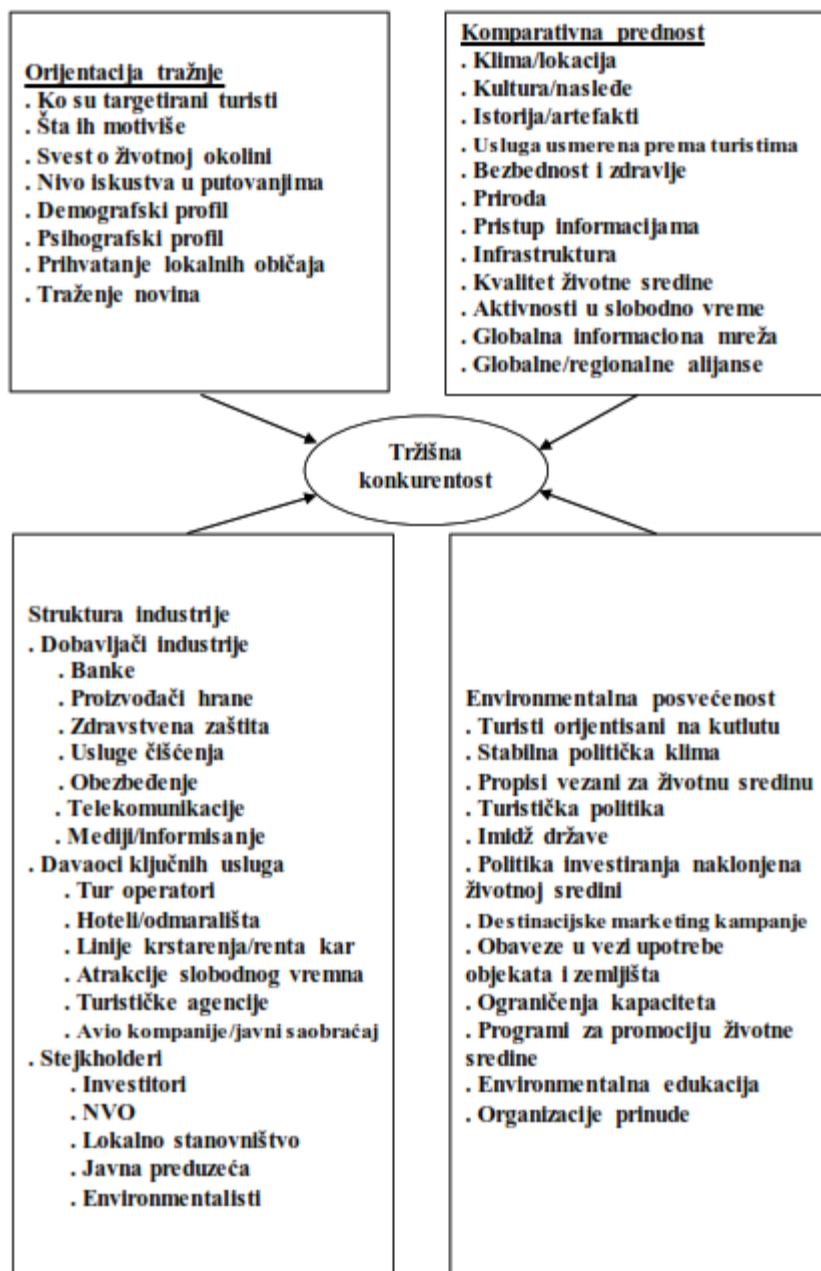 Orijentacija tražnje
. Ko su targetirani turisti
. Šta ih motiviše
. Svest o životnoj okolini
. Nivo iskustva u putovanjima
. Demografski profil
. Psihografski profil
. Prihvatanje lokalnih običaja
. Traženje novina
Komparativna prednost
. Klima/lokacija
. Kultura/nasleđe
. Istorija/artefakti
. Usluga usmerena prema turistima
. Bezbednost i zdravlje
. Priroda
. Pristup informacijama
. Infrastruktura
. Kvalitet životne sredine
. Aktivnosti u slobodno vreme
. Globalna informaciona mreža
. Globalne/regionalne alijanse
Tržišna
konkurentost
Struktura industrije
. Dobavljači industrije
. Banke
. Proizvođači hrane
. Zdravstvena zaštita
. Usluge čišćenja
. Obezbeđenje
. Telekomunikacije
. Mediji/informisanje
. Davaoci ključnih usluga
. Tur operatori
. Hoteli/odmarališta
. Linije krstarenja/renta kar
. Atrakcije slobodnog vremna
. Turističke agencije
. Avio kompanije/javni saobraćaj
. Stejkholderi
. Investitori
. NVO
. Lokalno stanovništvo
. Javna preduzeća
. Environmentalisti
Environmentalna posvećenost
. Turisti orijentisani na kutlutu
. Stabilna politička klima
. Propisi vezani za životnu sredinu
. Turistička politika
. Imidž države
. Politika investiranja naklonjena
životnoj sredini
. Destinacijske marketing kampanje
. Obaveze u vezi upotrebe
objekata i zemljišta
. Ograničenja kapaciteta
. Programi za promociju životne
sredine
. Environmentalna edukacija
. Organizacije prinude